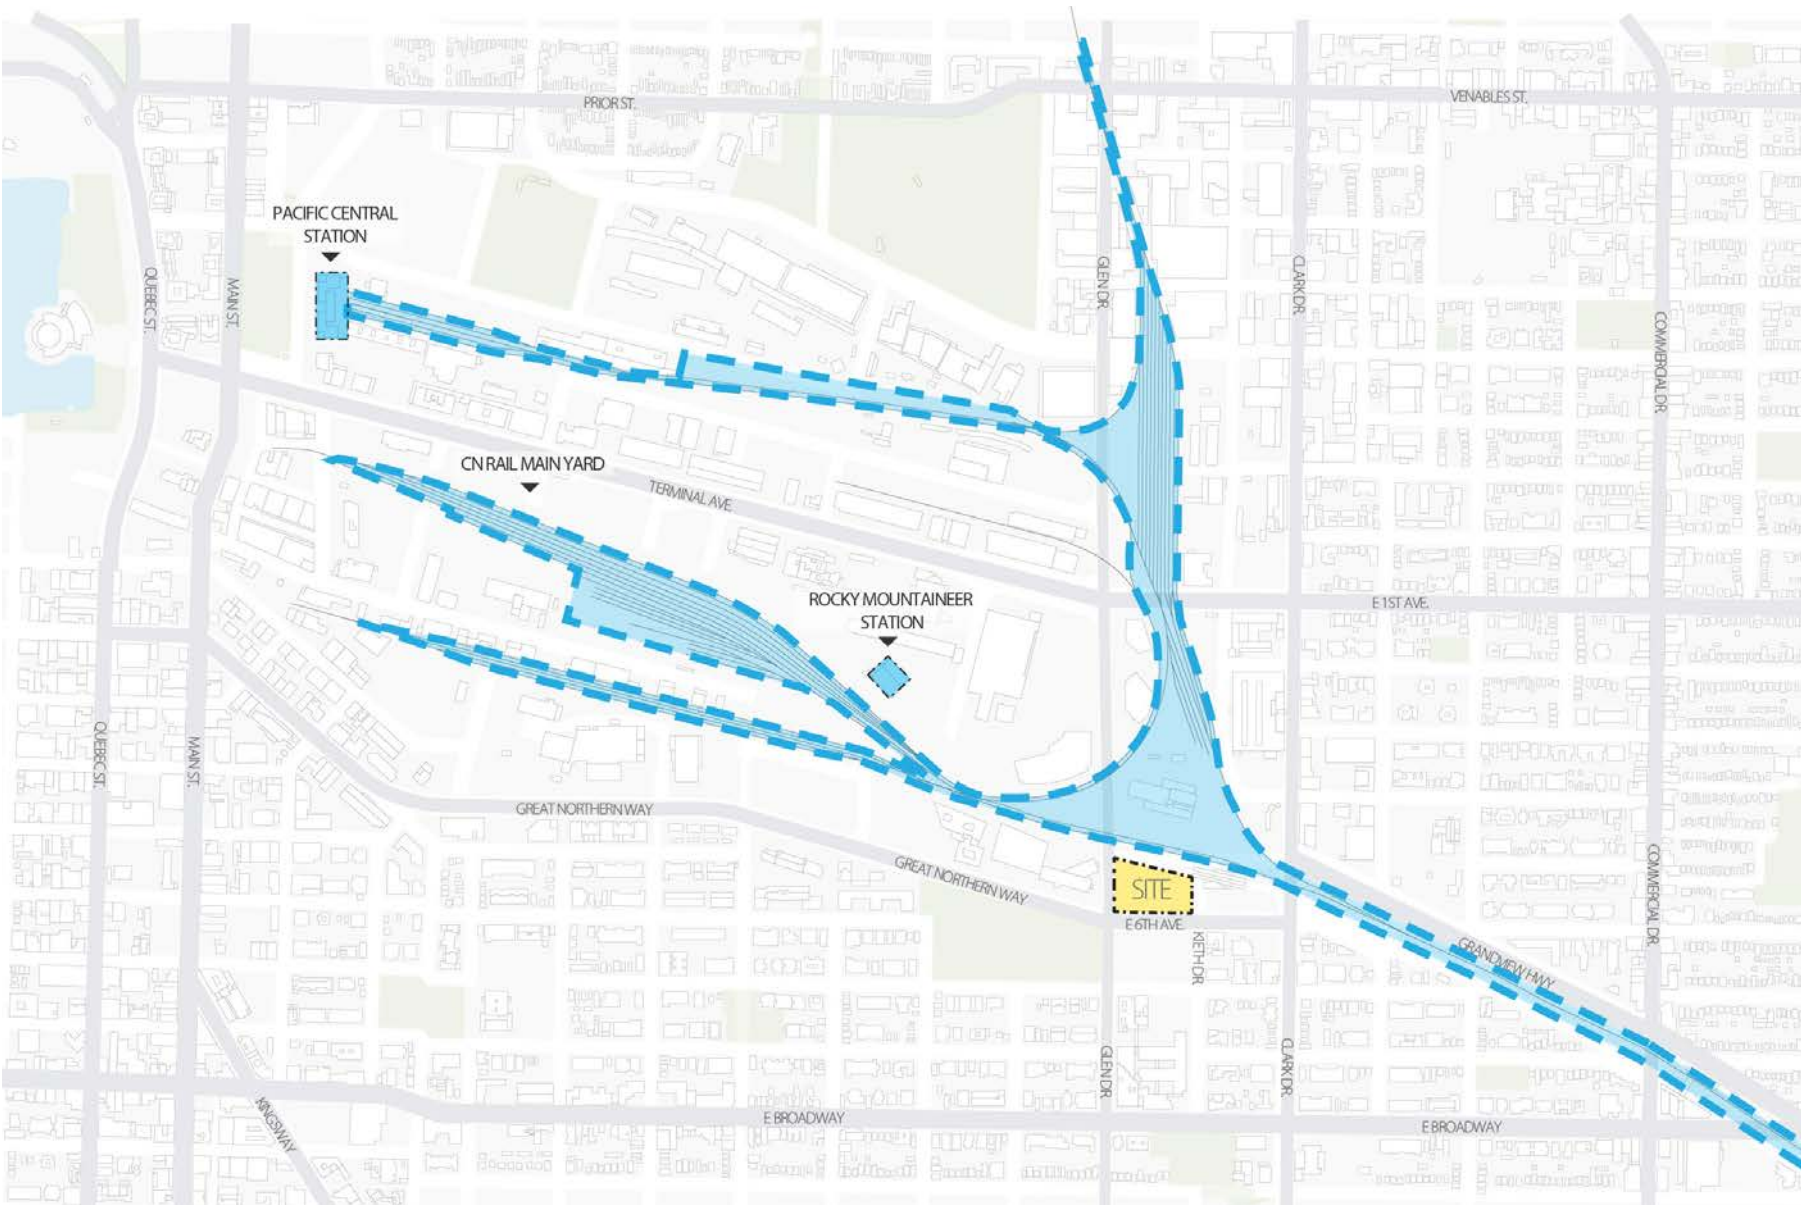 PRIOR ST.
VENABLES ST.
PACIFIC CENTRAL
STATION
QUEBEC ST.
MAIN ST.
GLEN DR.
CLARK DR.
COMMERCIAL DR.
CN RAIL MAIN YARD
TERMINAL AVE.
ROCKY MOUNTAINEER
STATION
E 1ST AVE.
QUEBEC ST.
MAIN ST.
GREAT NORTHERN WAY
GREAT NORTHERN WAY
SITE
E 6TH AVE.
KIETH DR.
COMMERCIAL DR.
GRANDVIEW HWY
GLEN DR.
CLARK DR.
KINGSWAY
E BROADWAY
E BROADWAY